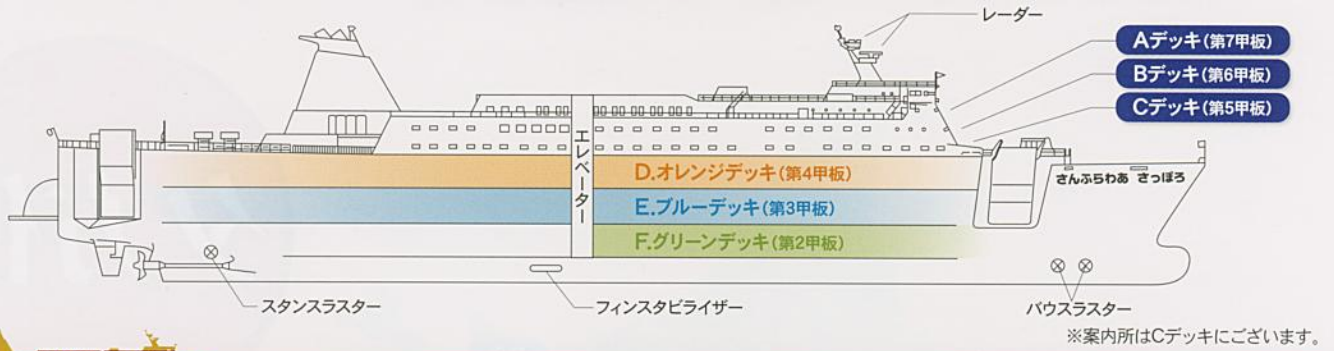 レーダー
Aデッキ(第7甲板)
Bデッキ(第6甲板)
Cデッキ(第5甲板)
エレベーター
D.オレンジデッキ(第4甲板)
さんふらわあ さっぽろ
E.ブルーデッキ(第3甲板)
F.グリーンデッキ(第2甲板)
スタンスラスター
フィンスタビライザー
バウスラスター
※案内所はCデッキにございます。